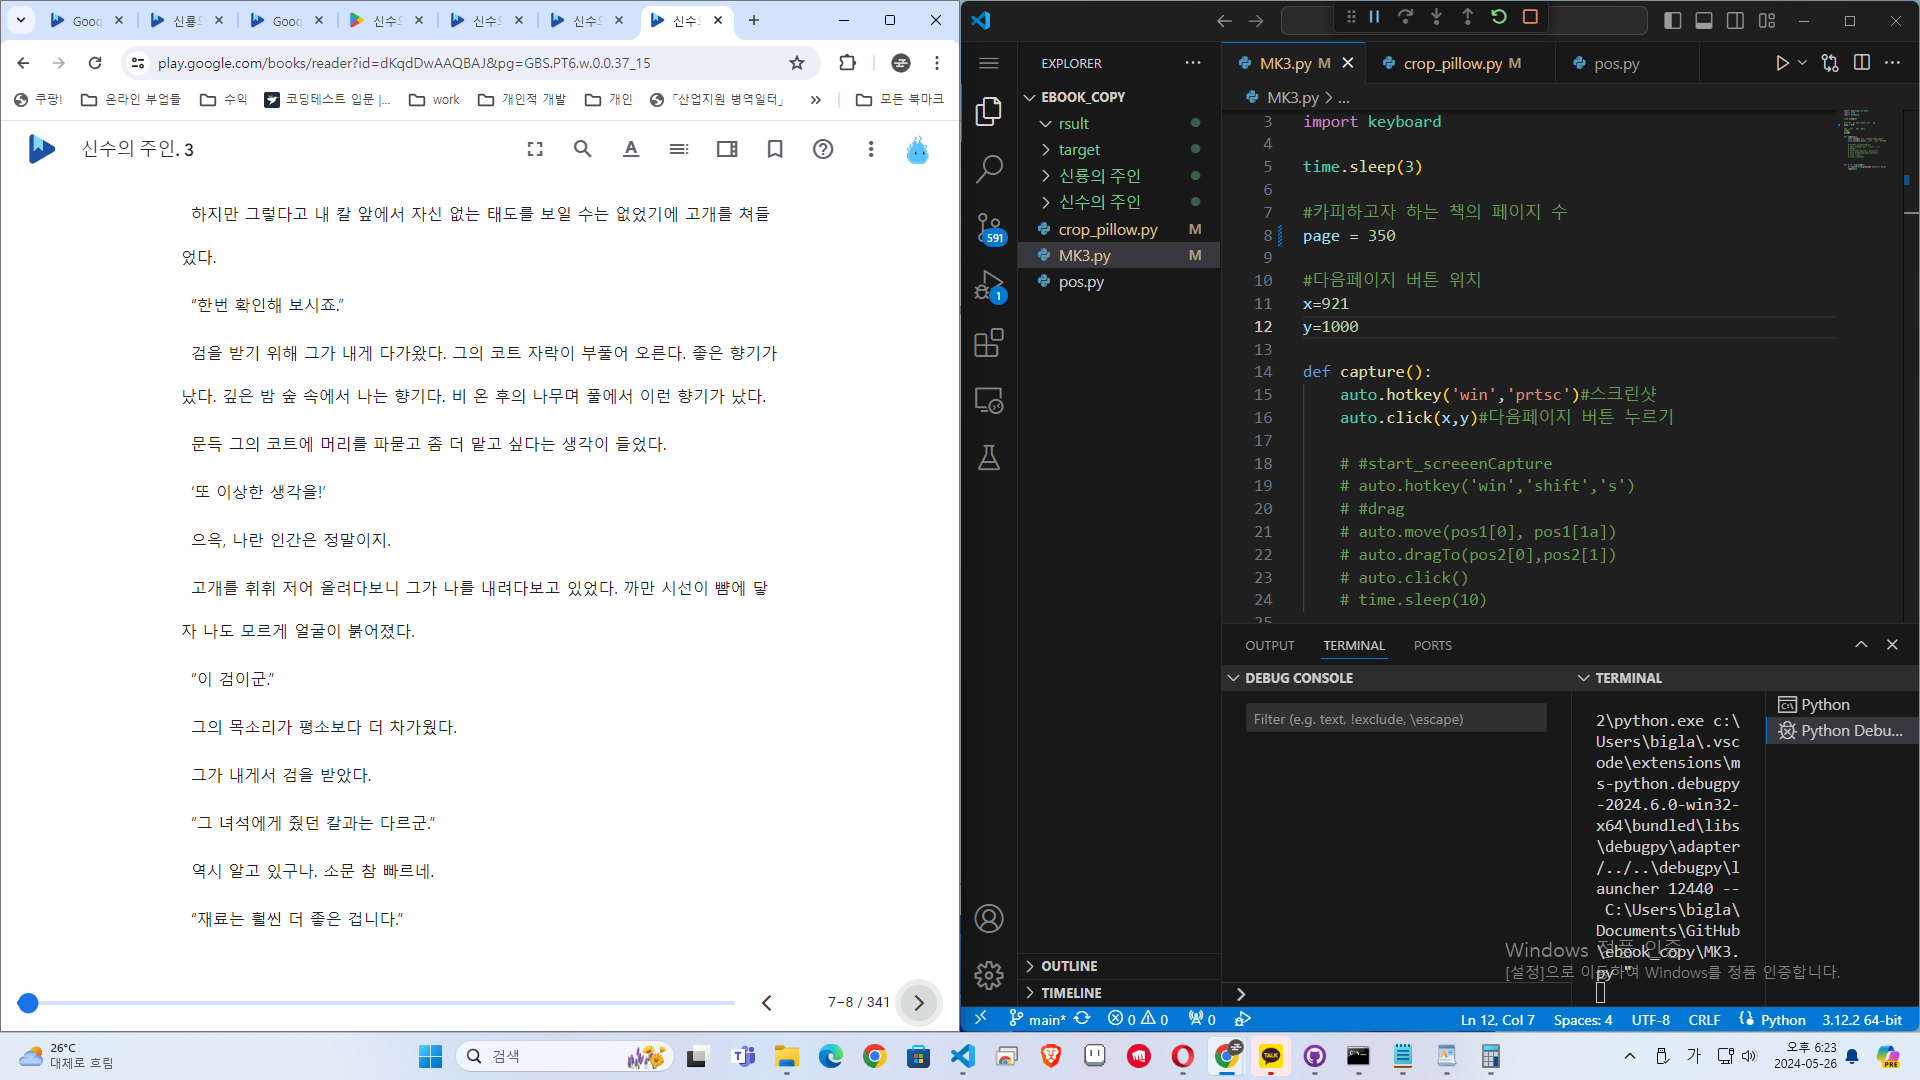 Goog
신룡
Goog
신수의
신수
신수
신수
play.google.com/books/reader?id=dKqdDwAAQBAJ&pg=GBS.PT6.w.0.0.37_15
쿠팡!
온라인 부업들
수익
코딩테스트 입문 |...
work
개인적 개발
개인
「산업지원 병역일터」
모든 북마크
신수의 주인. 3
하지만 그렇다고 내 칼 앞에서 자신 없는 태도를 보일 수는 없었기에 고개를 쳐들
었다.
“한번 확인해 보시죠.”
검을 받기 위해 그가 내게 다가왔다. 그의 코트 자락이 부풀어 오른다. 좋은 향기가
났다. 깊은 밤 숲 속에서 나는 향기다. 비 온 후의 나무며 풀에서 이런 향기가 났다.
문득 그의 코트에 머리를 파묻고 좀 더 맡고 싶다는 생각이 들었다.
‘또 이상한 생각을!’
으윽, 나란 인간은 정말이지.
고개를 휘휘 저어 올려다보니 그가 나를 내려다보고 있었다. 까만 시선이 뺨에 닿
자 나도 모르게 얼굴이 붉어졌다.
“이 검이군.”
그의 목소리가 평소보다 더 차가웠다.
그가 내게서 검을 받았다.
“그 녀석에게 줬던 칼과는 다르군.”
역시 알고 있구나. 소문 참 빠르네.
“재료는 훨씬 더 좋은 겁니다.”
7–8 / 341
EXPLORER
EBOOK_COPY
rsult
target
신룡의 주인
신수의 주인
crop_pillow.py M
MK3.py M
pos.py
591
1
OUTLINE
TIMELINE
MK3.py M
crop_pillow.py M
pos.py
MK3.py > ...
3 import keyboard
4
5 time.sleep(3)
6
7 #카피하고자 하는 책의 페이지 수
8 page = 350
9
10 #다음페이지 버튼 위치
11 x=921
12 y=1000
13
14 def capture():
15 auto.hotkey('win','prtsc')#스크린샷
16 auto.click(x,y)#다음페이지 버튼 누르기
17
18 # #start_screeenCapture
19 # auto.hotkey('win','shift','s')
20 # #drag
21 # auto.move(pos1[0], pos1[1a])
22 # auto.dragTo(pos2[0],pos2[1])
23 # auto.click()
24 # time.sleep(10)
25
OUTPUT TERMINAL PORTS
DEBUG CONSOLE
Filter (e.g. text, !exclude, \escape)
TERMINAL
2\python.exe c:\
Users\bigla\.vsc
ode\extensions\m
s-python.debugpy
-2024.6.0-win32-
x64\bundled\libs
\debugpy\adapter
/../..\debugpy\l
auncher 12440 --
C:\Users\bigla\
Documents\GitHub
\ebook_copy\MK3.
py "
Python
Python Debu...
Windows 정품 인증
[설정]으로 이동하여 Windows를 정품 인증합니다.
main* 0 0 0
Ln 12, Col 7 Spaces: 4 UTF-8 CRLF Python 3.12.2 64-bit
26°C
대체로 흐림
검색
TALK
가
오후 6:23
2024-05-26
PRE